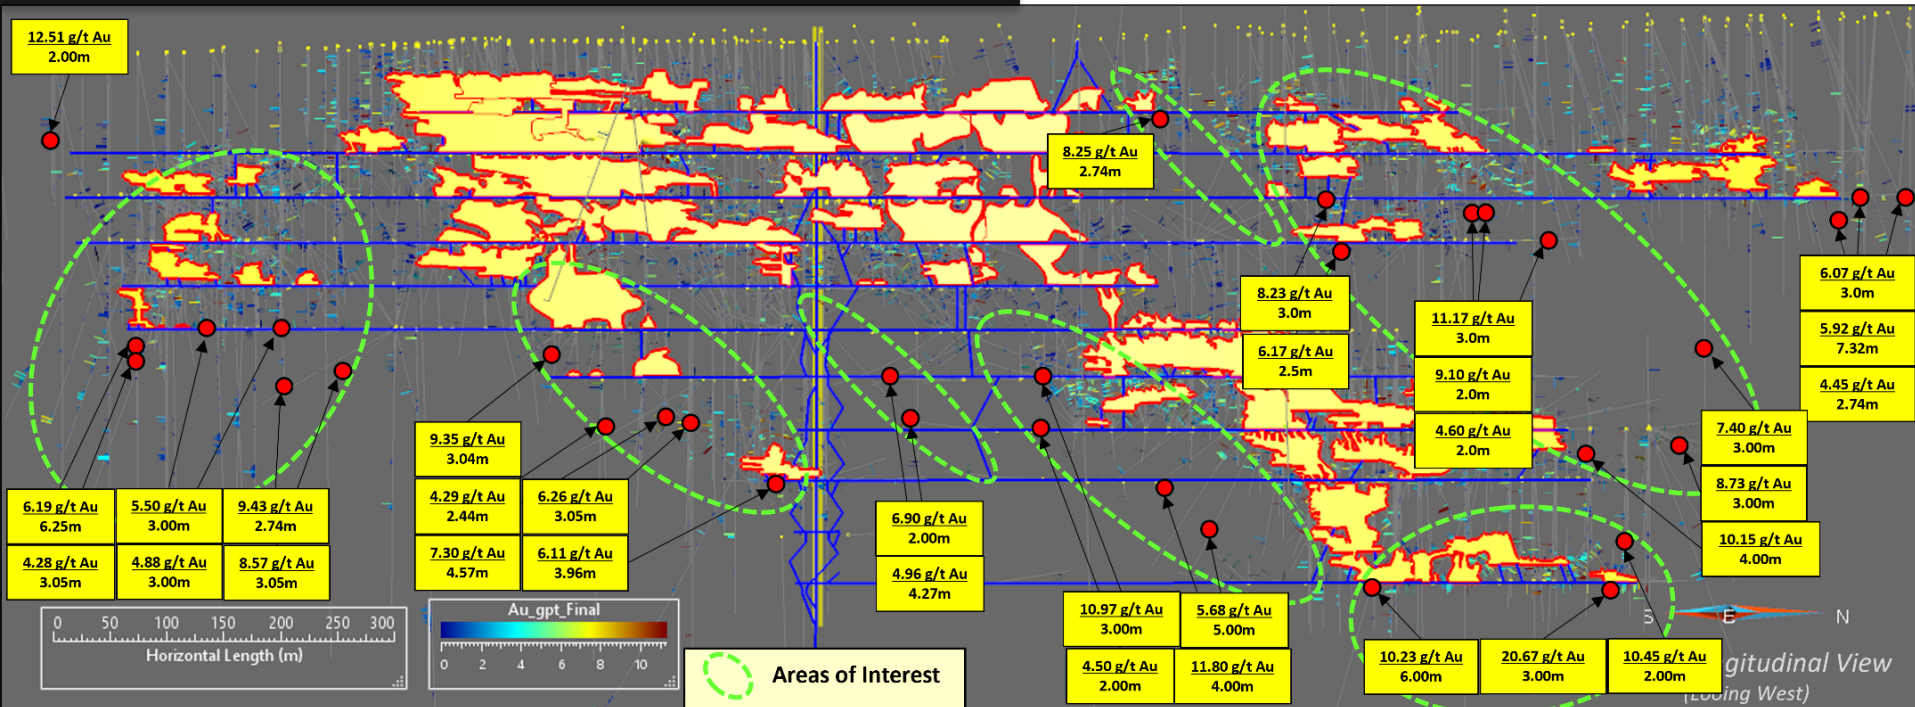 12.51 g/t Au
2.00m
8.25 g/t Au
2.74m
8.23 g/t Au
3.0m
6.17 g/t Au
2.5m
11.17 g/t Au
3.0m
9.10 g/t Au
2.0m
4.60 g/t Au
2.0m
6.07 g/t Au
3.0m
5.92 g/t Au
7.32m
4.45 g/t Au
2.74m
7.40 g/t Au
3.00m
8.73 g/t Au
3.00m
10.15 g/t Au
4.00m
6.19 g/t Au
6.25m
4.28 g/t Au
3.05m
5.50 g/t Au
3.00m
4.88 g/t Au
3.00m
9.43 g/t Au
2.74m
8.57 g/t Au
3.05m
9.35 g/t Au
3.04m
4.29 g/t Au
2.44m
7.30 g/t Au
4.57m
6.26 g/t Au
3.05m
6.11 g/t Au
3.96m
6.90 g/t Au
2.00m
4.96 g/t Au
4.27m
10.97 g/t Au
3.00m
4.50 g/t Au
2.00m
5.68 g/t Au
5.00m
11.80 g/t Au
4.00m
10.23 g/t Au
6.00m
20.67 g/t Au
3.00m
10.45 g/t Au
2.00m
S E N
gitudinal View
(Looing West)
0 50 100 150 200 250 300
Horizontal Length (m)
Au_gpt_Final
0 2 4 6 8 10
Areas of Interest